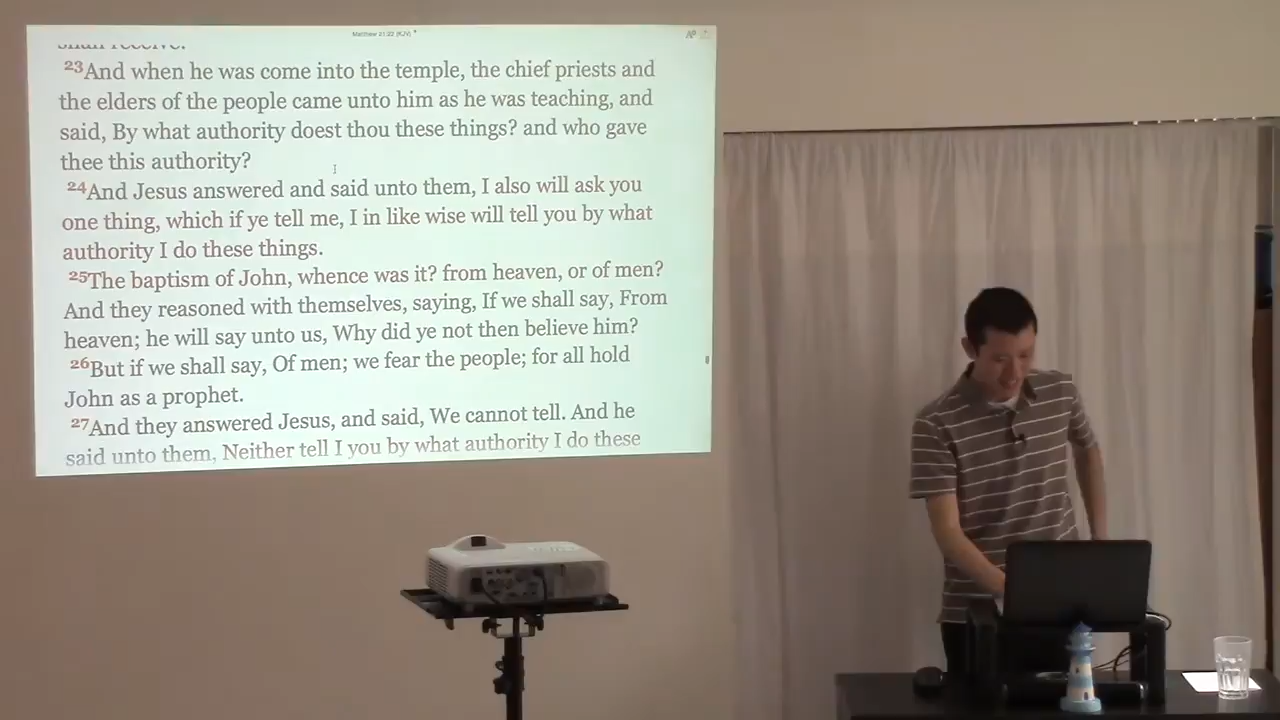 Matthew 21:22 (KJV)
shall receive.
23And when he was come into the temple, the chief priests and
the elders of the people came unto him as he was teaching, and
said, By what authority doest thou these things? and who gave
thee this authority?
24And Jesus answered and said unto them, I also will ask you
one thing, which if ye tell me, I in like wise will tell you by what
authority I do these things.
25The baptism of John, whence was it? from heaven, or of men?
And they reasoned with themselves, saying, If we shall say, From
heaven; he will say unto us, Why did ye not then believe him?
26But if we shall say, Of men; we fear the people; for all hold
John as a prophet.
27And they answered Jesus, and said, We cannot tell. And he
said unto them, Neither tell I you by what authority I do these